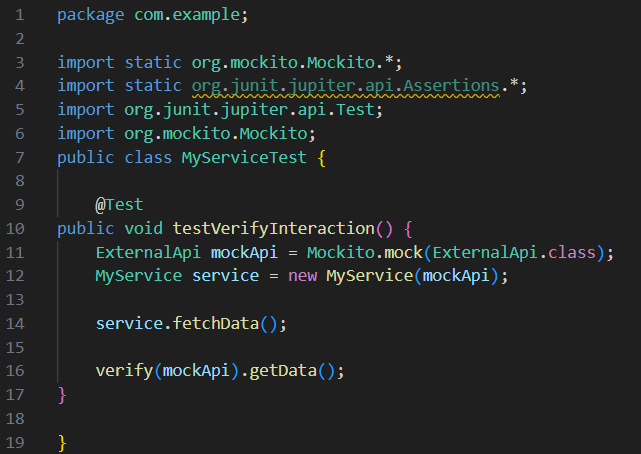 1 package com.example;
2
3 import static org.mockito.Mockito.*;
4 import static org.junit.jupiter.api.Assertions.*;
5 import org.junit.jupiter.api.Test;
6 import org.mockito.Mockito;
7 public class MyServiceTest {
8
9     @Test
10 public void testVerifyInteraction() {
11     ExternalApi mockApi = Mockito.mock(ExternalApi.class);
12     MyService service = new MyService(mockApi);
13
14     service.fetchData();
15
16     verify(mockApi).getData();
17 }
18
19 }